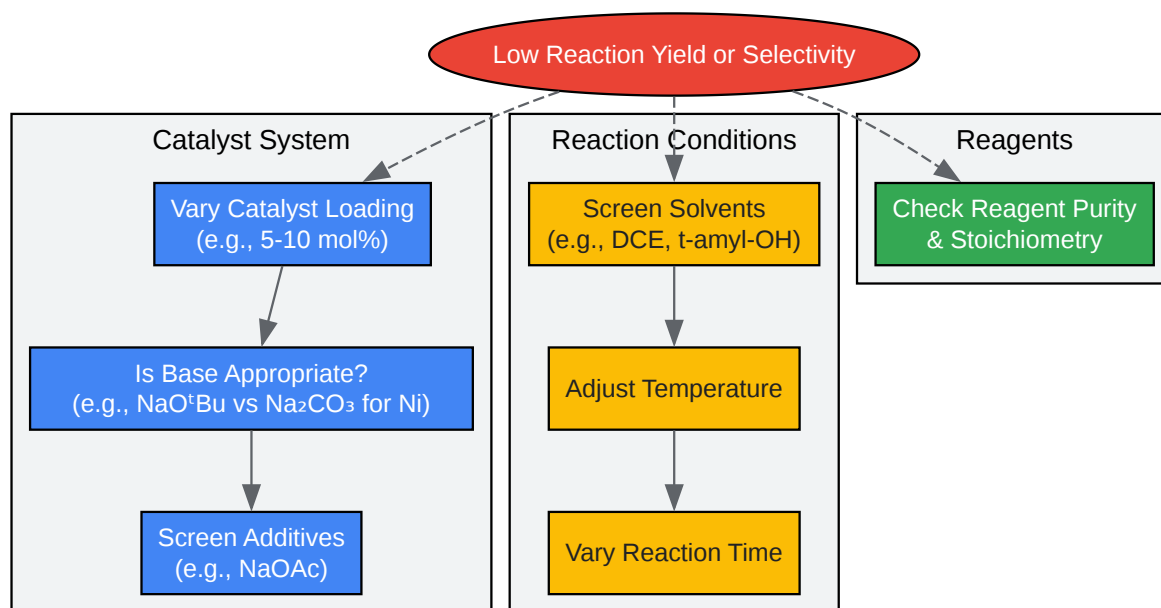 Low Reaction Yield or Selectivity
Catalyst System
Vary Catalyst Loading
(e.g., 5-10 mol%)
Is Base Appropriate?
(e.g., NaOᵗBu vs Na₂CO₃ for Ni)
Screen Additives
(e.g., NaOAc)
Reaction Conditions
Screen Solvents
(e.g., DCE, t-amyl-OH)
Adjust Temperature
Vary Reaction Time
Reagents
Check Reagent Purity
& Stoichiometry